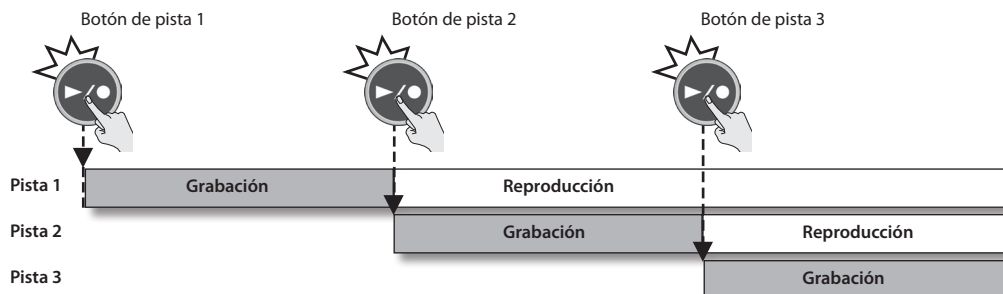 Botón de pista 1 Botón de pista 2 Botón de pista 3
Pista 1 Grabación Reproducción
Pista 2 Grabación Reproducción
Pista 3 Grabación